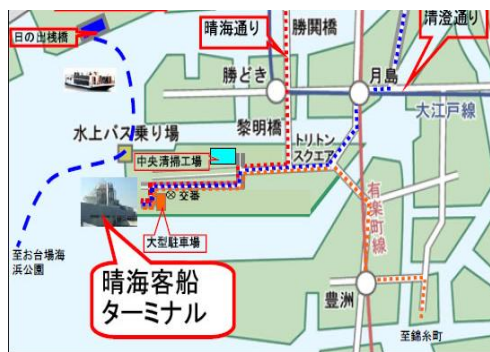 日の出桟橋
晴海通り
勝関橋
清澄通り
勝どき
月島
大江戸線
黎明橋
水上バス乗り場
トリトン
スクエア
中央清掃工場
交番
有楽町線
大型駐車場
至お台場海
浜公園
晴海客船
ターミナル
豊洲
至錦糸町